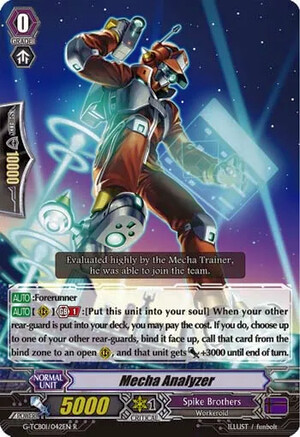 0
GRADE
10000
Evaluated highly by the Mecha Trainer,
he was able to join the team.
AUTO:Forerunner
AUTO [R] [GB 1]:[Put this unit into your soul] When your other
rear-guard is put into your deck, you may pay the cost. If you do, choose up
to one of your other rear-guards, bind it face up, call that card from the
bind zone to an open [R], and that unit gets +3000 until end of turn.
NORMAL
UNIT
Mecha Analyzer
POWER
5000
1
CRITICAL
Spike Brothers
Workeroid
G-TCB01/042EN R
ILLUST / funbolt